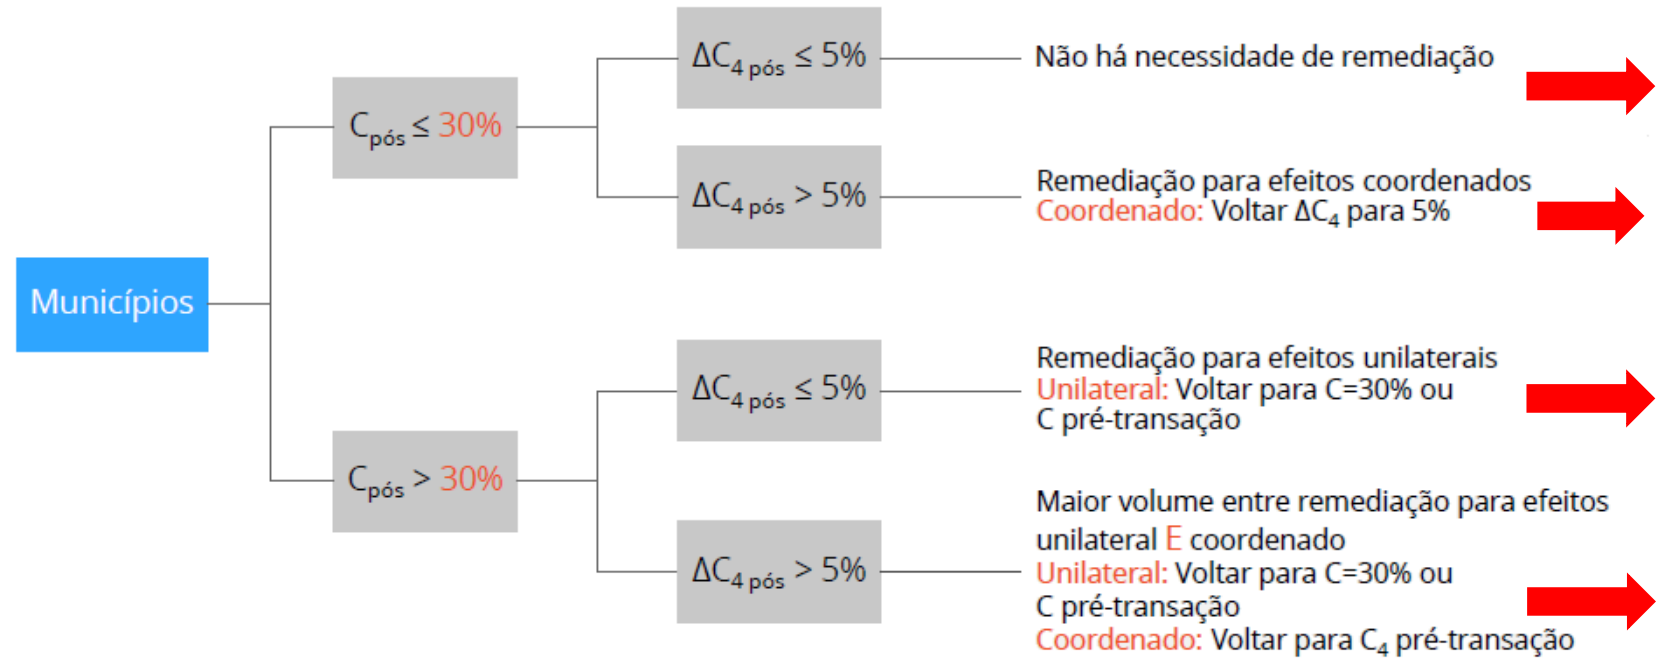 Municípios
C pós ≤ 30%
C pós > 30%
ΔC4 pós ≤ 5%
ΔC4 pós > 5%
ΔC4 pós ≤ 5%
ΔC4 pós > 5%
Não há necessidade de remediação
Remediação para efeitos coordenados
Coordenado: Voltar ΔC4 para 5%
Remediação para efeitos unilaterais
Unilateral: Voltar para C=30% ou
C pré-transação
Maior volume entre remediação para efeitos
unilateral E coordenado
Unilateral: Voltar para C=30% ou
C pré-transação
Coordenado: Voltar para C4 pré-transação